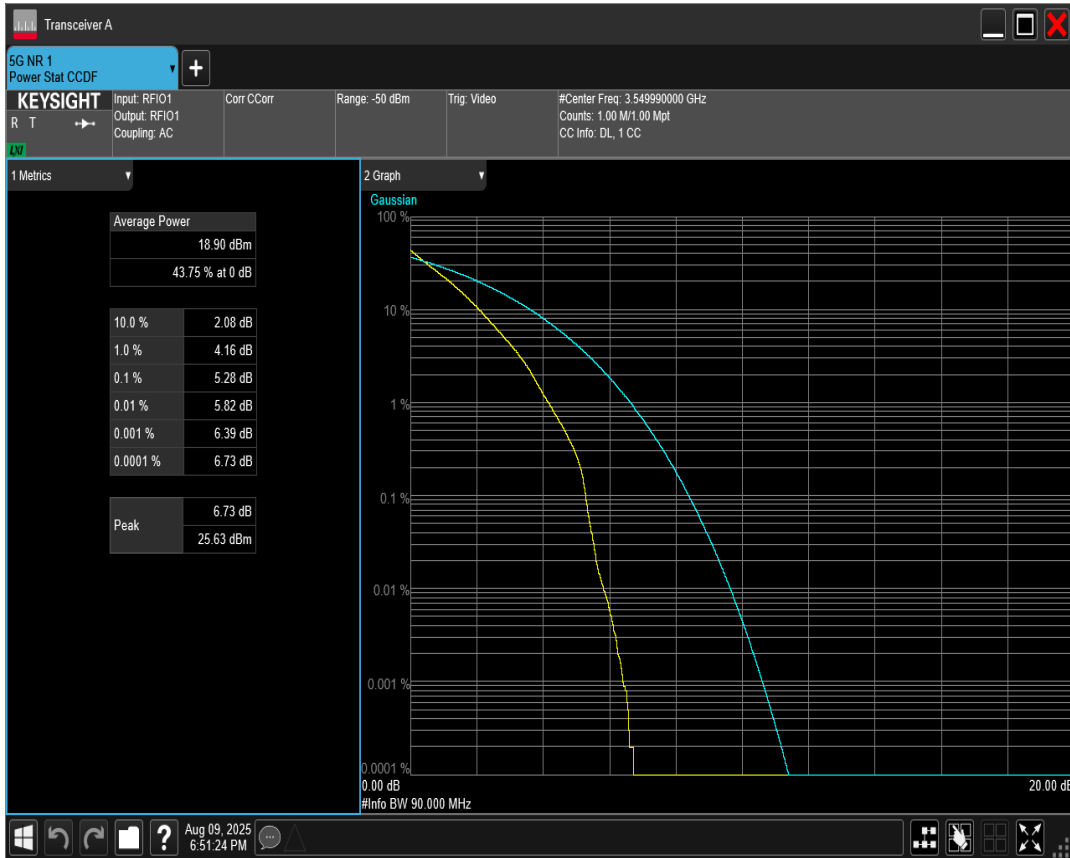 Transceiver A
5G NR 1
Power Stat CCDF
KEYSIGHT
R T
LXI
Input: RFIO1
Output: RFIO1
Coupling: AC
Corr CCorr
Range: -50 dBm
Trig: Video
#Center Freq: 3.549990000 GHz
Counts: 1.00 M/1.00 Mpt
CC Info: DL, 1 CC
1 Metrics
Average Power
18.90 dBm
43.75 % at 0 dB
10.0 % 2.08 dB
1.0 % 4.16 dB
0.1 % 5.28 dB
0.01 % 5.82 dB
0.001 % 6.39 dB
0.0001 % 6.73 dB
Peak
6.73 dB
25.63 dBm
2 Graph
Gaussian
100 %
10 %
1 %
0.1 %
0.01 %
0.001 %
0.0001 %
0.00 dB 20.00 dB
#Info BW 90.000 MHz
? Aug 09, 2025
6:51:24 PM